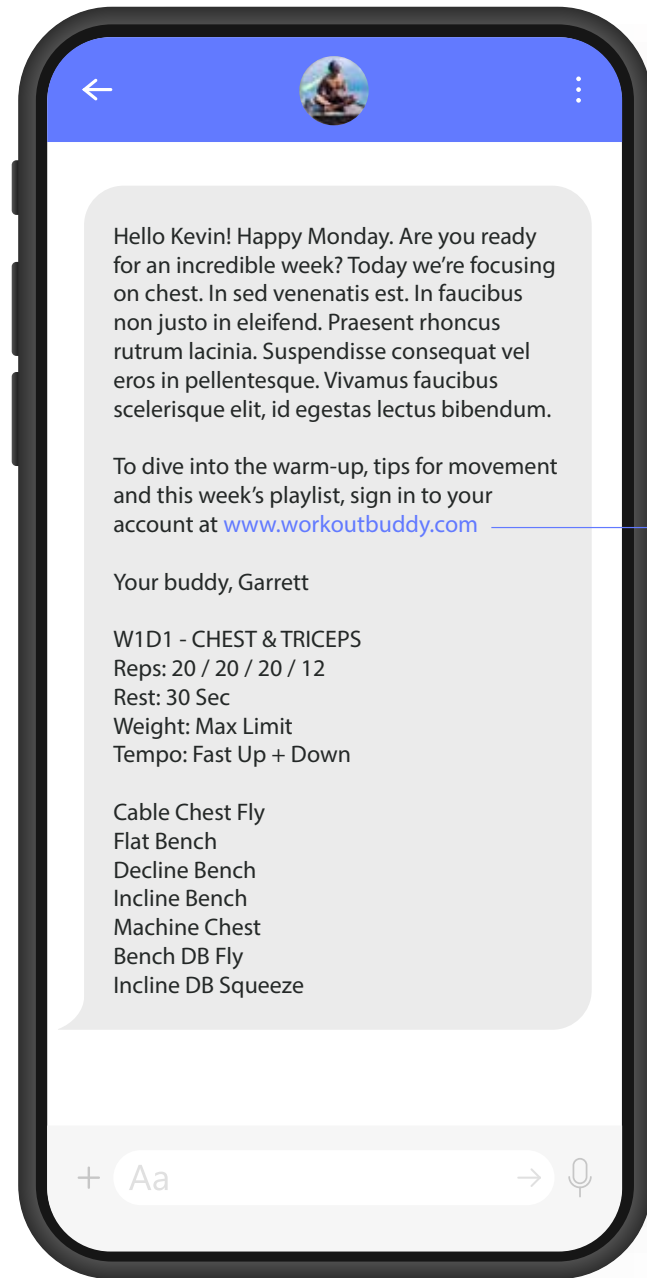 Hello Kevin! Happy Monday. Are you ready
for an incredible week? Today we’re focusing
on chest. In sed venenatis est. In faucibus
non justo in eleifend. Praesent rhoncus
rutrum lacinia. Suspendisse consequat vel
eros in pellentesque. Vivamus faucibus
scelerisque elit, id egestas lectus bibendum.
To dive into the warm-up, tips for movement
and this week’s playlist, sign in to your
account at www.workoutbuddy.com
Your buddy, Garrett
W1D1 - CHEST & TRICEPS
Reps: 20 / 20 / 20 / 12
Rest: 30 Sec
Weight: Max Limit
Tempo: Fast Up + Down
Cable Chest Fly
Flat Bench
Decline Bench
Incline Bench
Machine Chest
Bench DB Fly
Incline DB Squeeze
Aa